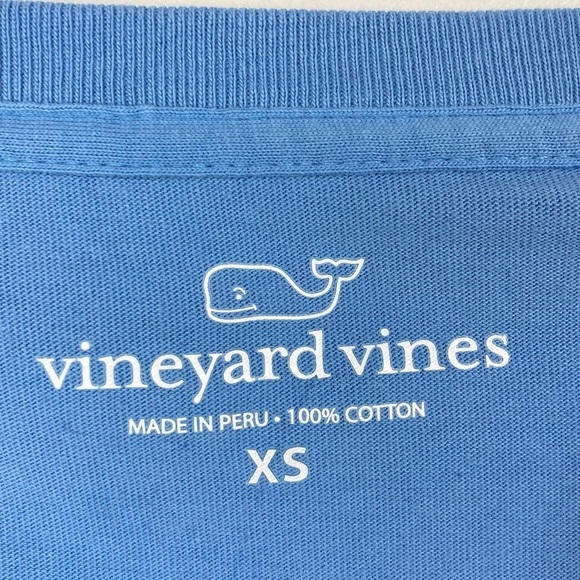 vineyard vines
MADE IN PERU • 100% COTTON
XS